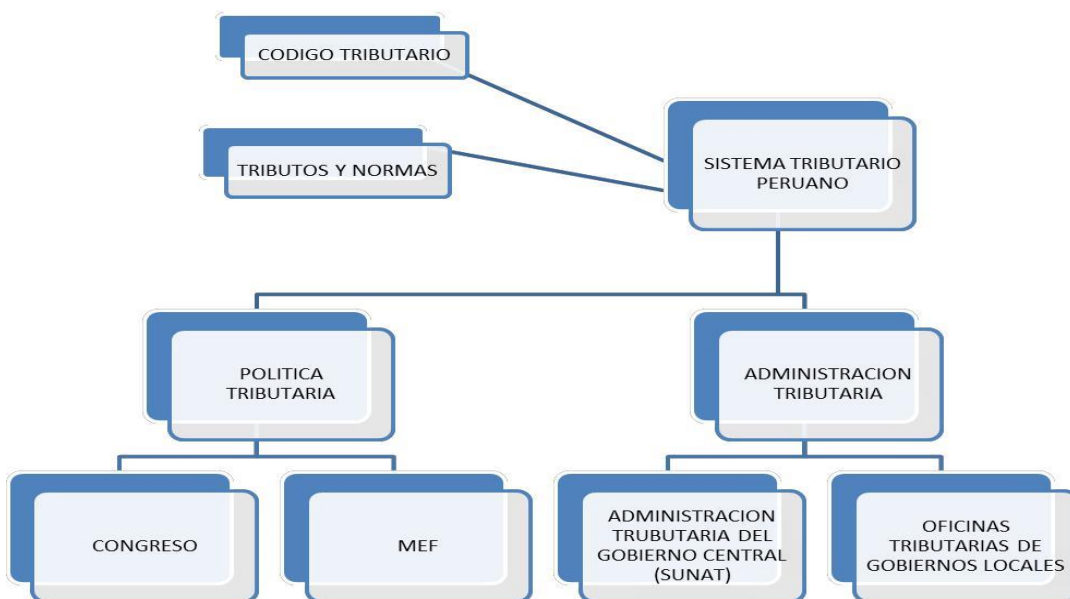 CODIGO TRIBUTARIO
TRIBUTOS Y NORMAS
SISTEMA TRIBUTARIO
PERUANO
POLITICA
TRIBUTARIA
ADMINISTRACION
TRIBUTARIA
CONGRESO
MEF
ADMINISTRACION
TRUBUTARIA DEL
GOBIERNO CENTRAL
(SUNAT)
OFICINAS
TRIBUTARIAS DE
GOBIERNOS LOCALES